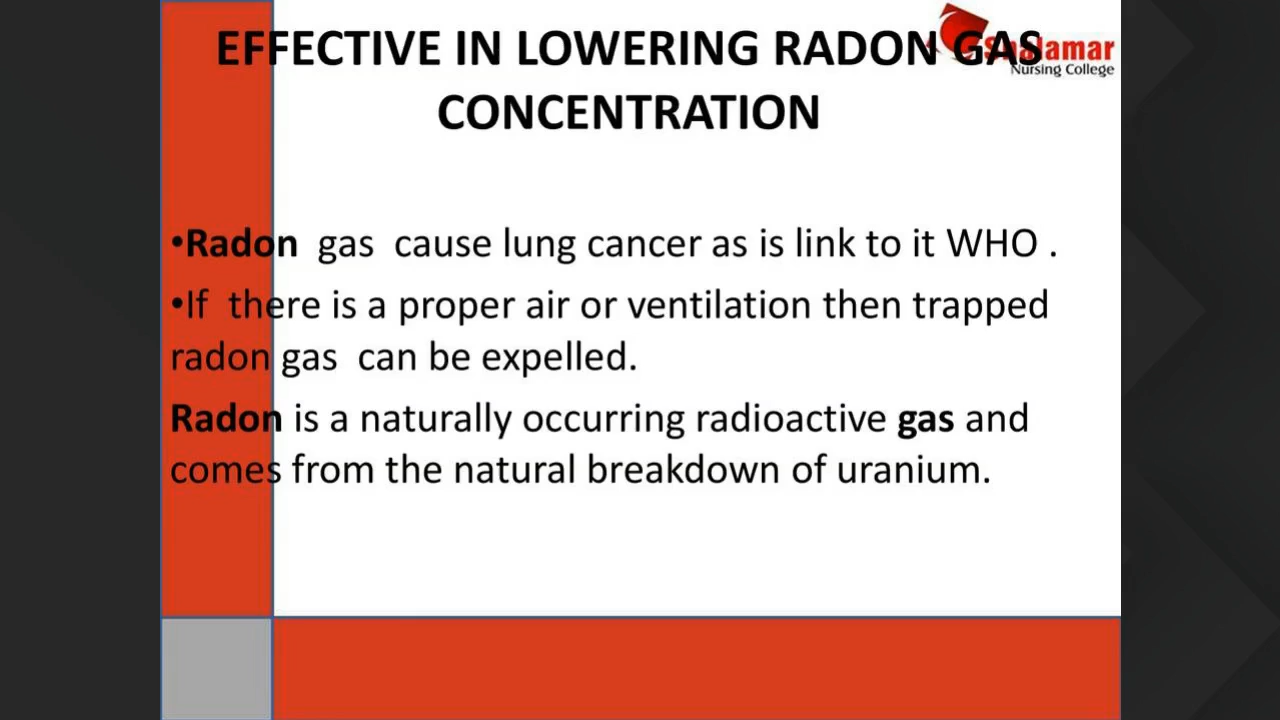 EFFECTIVE IN LOWERING RADON GAS
CONCENTRATION
Shalamar
Nursing College
•Radon gas cause lung cancer as is link to it WHO .
•If there is a proper air or ventilation then trapped
radon gas can be expelled.
Radon is a naturally occurring radioactive gas and
comes from the natural breakdown of uranium.